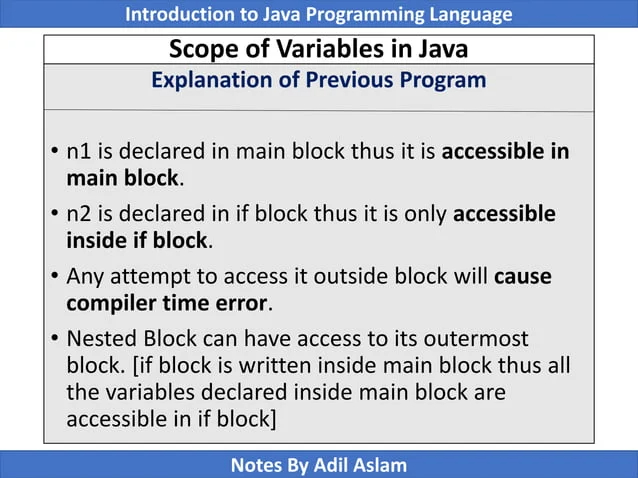 Introduction to Java Programming Language
Scope of Variables in Java
Explanation of Previous Program
• n1 is declared in main block thus it is accessible in
main block.
• n2 is declared in if block thus it is only accessible
inside if block.
• Any attempt to access it outside block will cause
compiler time error.
• Nested Block can have access to its outermost
block. [if block is written inside main block thus all
the variables declared inside main block are
accessible in if block]
Notes By Adil Aslam